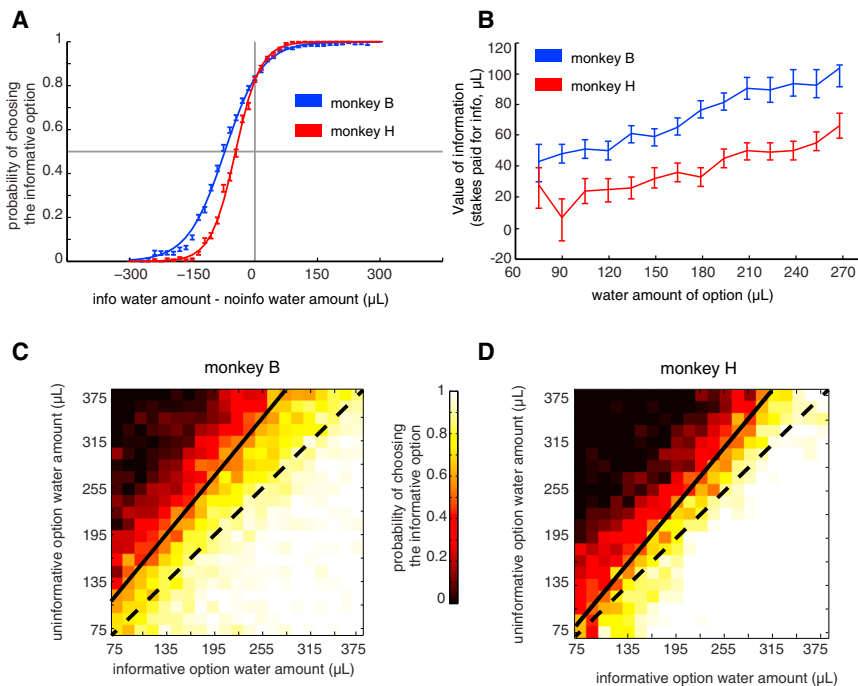 A
probability of choosing
the informative option
1
0.8
0.6
0.4
0.2
0
monkey B
monkey H
−300
−150
0
150
300
info water amount - noinfo water amount (µL)
B
Value of information
(stakes paid for info, µL)
120
100
80
60
40
20
0
-20
monkey B
monkey H
60
90
120
150
180
210
240
270
water amount of option (µL)
C
monkey B
uninformative option water amount (µL)
375
315
255
195
135
75
75
135
195
255
315
375
informative option water amount (µL)
probability of choosing
the informative option
1
0.8
0.6
0.4
0.2
0
D
monkey H
uninformative option water amount (µL)
375
315
255
195
135
75
75
135
195
255
315
375
informative option water amount (µL)